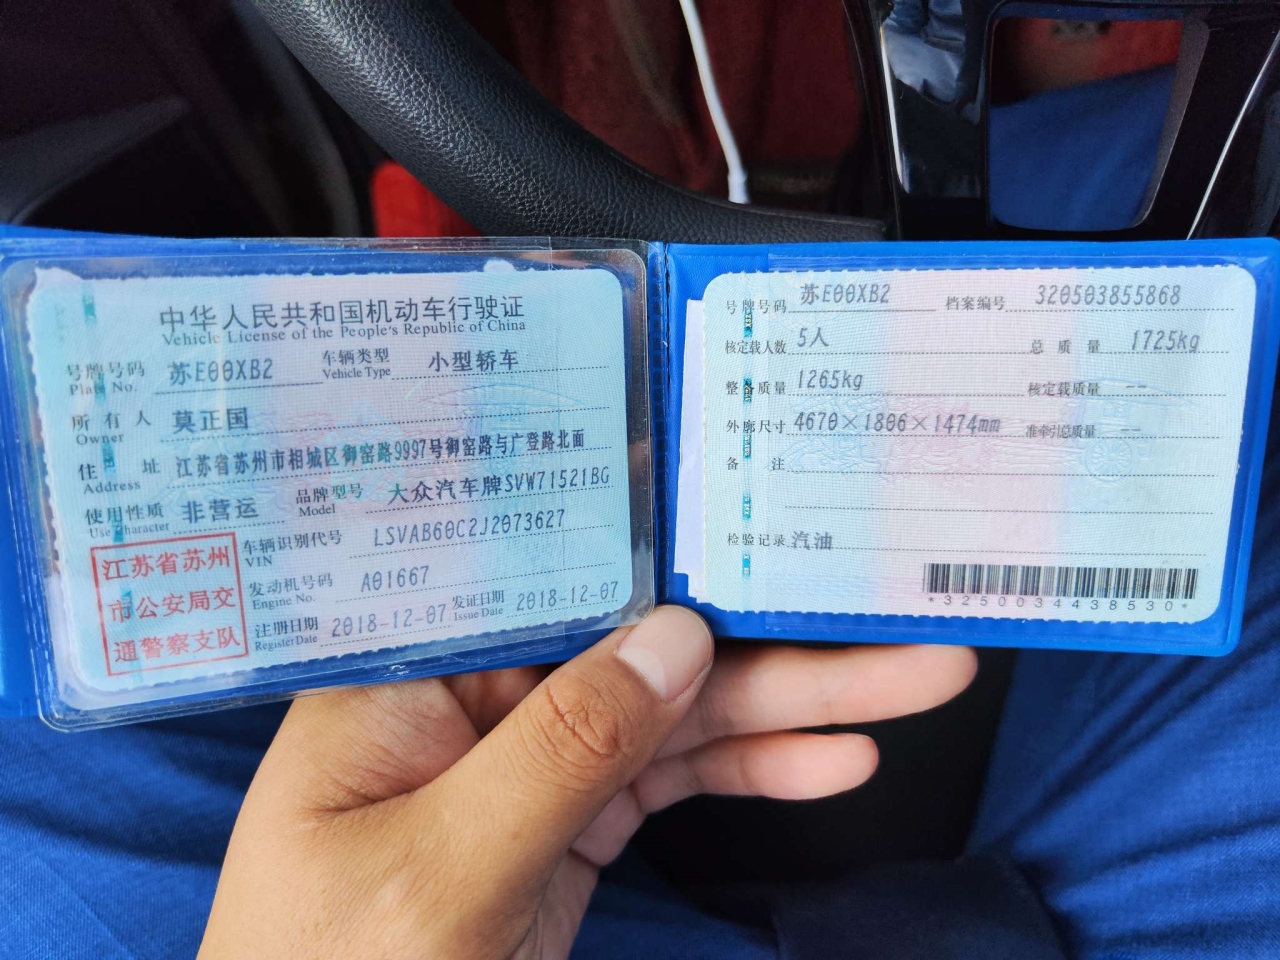 中华人民共和国机动车行驶证
Vehicle License of the People's Republic of China
号牌号码 苏E00XB2 车辆类型 小型轿车
Plate No. Vehicle Type
所有人 莫正国
Owner
住址 江苏省苏州市相城区御窑路9997号御窑路与广登路北面
Address
使用性质 非营运 品牌型号 大众汽车牌SVW71521BG
Use Character Model
车辆识别代号 LSVAB60C2J2073627
VIN
发动机号码 A01667
Engine No.
注册日期 2018-12-07 发证日期 2018-12-07
Register Date Issue Date
江苏省苏州
市公安局交
通警察支队
号牌号码 苏E00XB2 档案编号 320503855868
核定载人数 5人 总质量 1725kg
整备质量 1265kg 核定载质量 --
外廓尺寸 4670×1806×1474mm 准牵引总质量 --
备注
检验记录 汽油
*3250034438530*